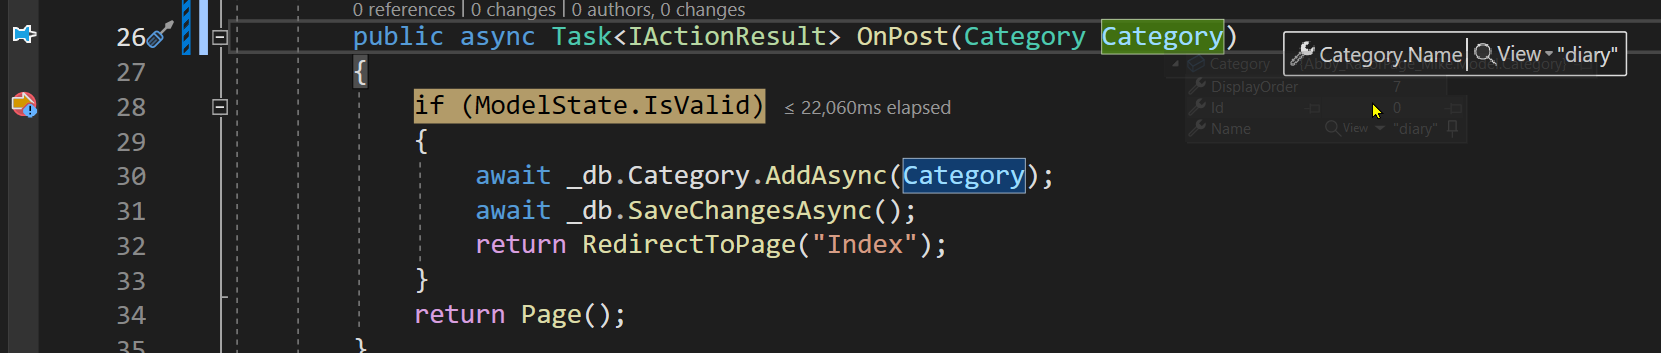 0 references | 0 changes | 0 authors, 0 changes
26 public async Task<IActionResult> OnPost(Category Category)
Category.Name View "diary"
Category
27 {
DisplayOrder 7
28 if (ModelState.IsValid) ≤ 22,060ms elapsed
Id 0
Name View "diary"
29 {
30 await _db.Category.AddAsync(Category);
31 await _db.SaveChangesAsync();
32 return RedirectToPage("Index");
33 }
34 return Page();
35 }